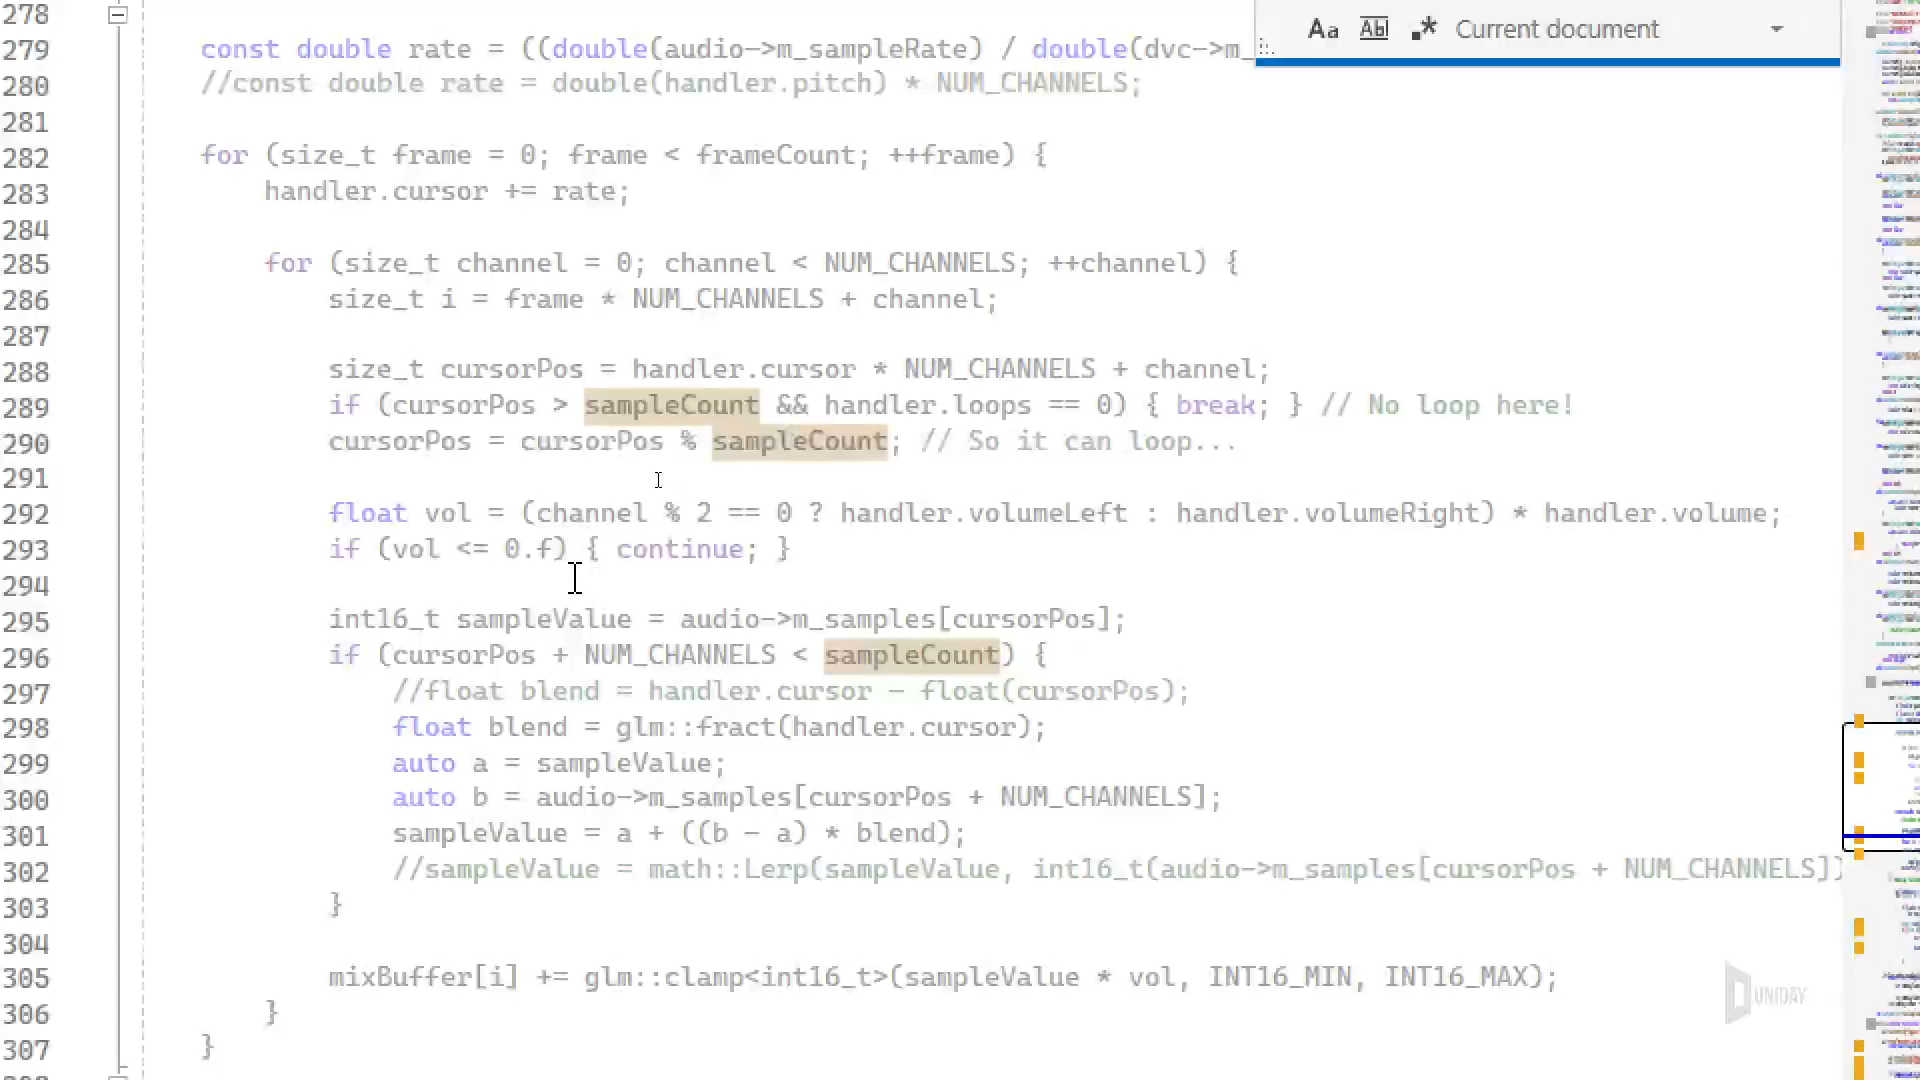 278
Aa Abl .* Current document
279 const double rate = ((double(audio->m_sampleRate) / double(dvc->m_
280 //const double rate = double(handler.pitch) * NUM_CHANNELS;
281
282 for (size_t frame = 0; frame < frameCount; ++frame) {
283 handler.cursor += rate;
284
285 for (size_t channel = 0; channel < NUM_CHANNELS; ++channel) {
286 size_t i = frame * NUM_CHANNELS + channel;
287
288 size_t cursorPos = handler.cursor * NUM_CHANNELS + channel;
289 if (cursorPos > sampleCount && handler.loops == 0) { break; } // No loop here!
290 cursorPos = cursorPos % sampleCount; // So it can loop...
291
292 float vol = (channel % 2 == 0 ? handler.volumeLeft : handler.volumeRight) * handler.volume;
293 if (vol <= 0.f) { continue; }
294
295 int16_t sampleValue = audio->m_samples[cursorPos];
296 if (cursorPos + NUM_CHANNELS < sampleCount) {
297 //float blend = handler.cursor - float(cursorPos);
298 float blend = glm::fract(handler.cursor);
299 auto a = sampleValue;
300 auto b = audio->m_samples[cursorPos + NUM_CHANNELS];
301 sampleValue = a + ((b - a) * blend);
302 //sampleValue = math::Lerp(sampleValue, int16_t(audio->m_samples[cursorPos + NUM_CHANNELS])
303 }
304
305 mixBuffer[i] += glm::clamp<int16_t>(sampleValue * vol, INT16_MIN, INT16_MAX);
306 }
307 }
UNIDAY